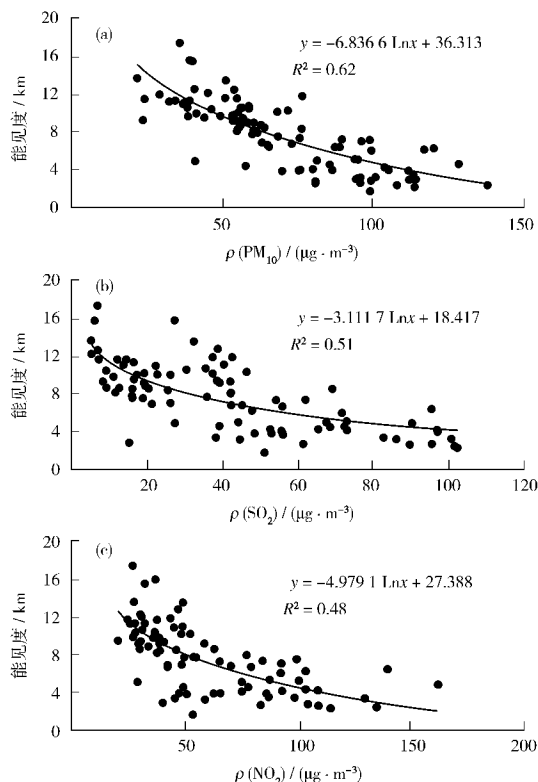 20
(a)
y = −6.836 6 Lnx + 36.313
16
R² = 0.62
12
能见度 / km
8
4
0
50
100
150
ρ (PM₁₀) / (μg · m⁻³)
20
(b)
16
y = −3.111 7 Lnx + 18.417
R² = 0.51
12
能见度 / km
8
4
0
20
40
60
80
100
120
ρ (SO₂) / (μg · m⁻³)
20
(c)
16
y = −4.979 1 Lnx + 27.388
R² = 0.48
12
能见度 / km
8
4
0
50
100
150
200
ρ (NO₂) / (μg · m⁻³)